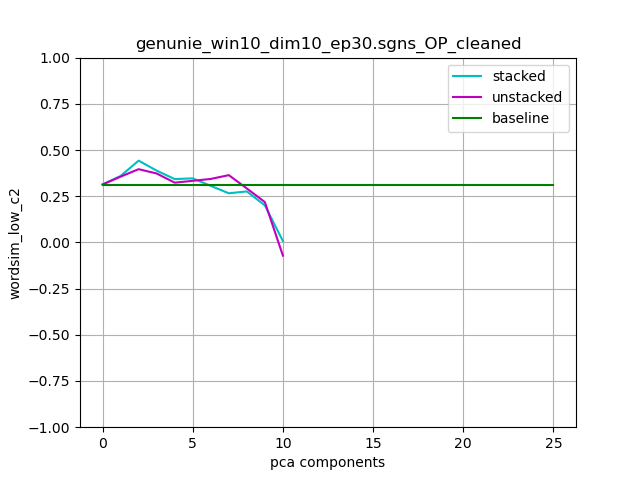 genunie_win10_dim10_ep30.sgns_OP_cleaned
1.00
0.75
0.50
0.25
0.00
−0.25
−0.50
−0.75
−1.00
wordsim_low_c2
stacked
unstacked
baseline
0 5 10 15 20 25
pca components